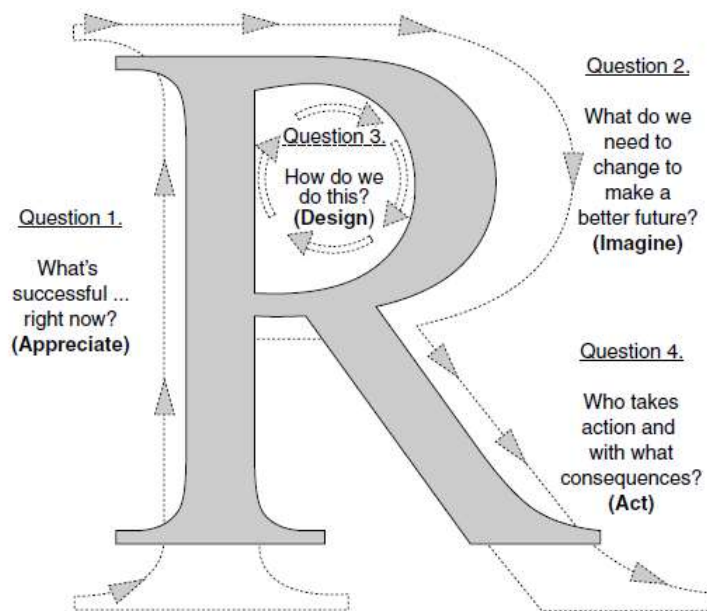 Question 1.
What's
successful ...
right now?
(Appreciate)
Question 2.
What do we
need to
change to
make a
better future?
(Imagine)
Question 3.
How do we
do this?
(Design)
Question 4.
Who takes
action and
with what
consequences?
(Act)
R